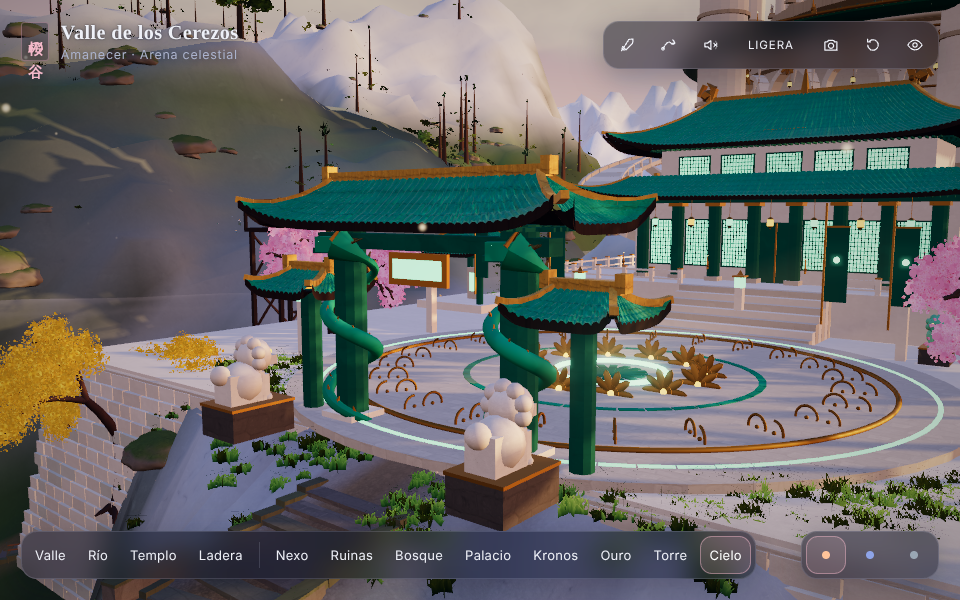 Valle de los Cerezos
Amanecer · Arena celestial
桜
谷
LIGERA
Valle Río Templo Ladera Nexo Ruinas Bosque Palacio Kronos Ouro Torre Cielo